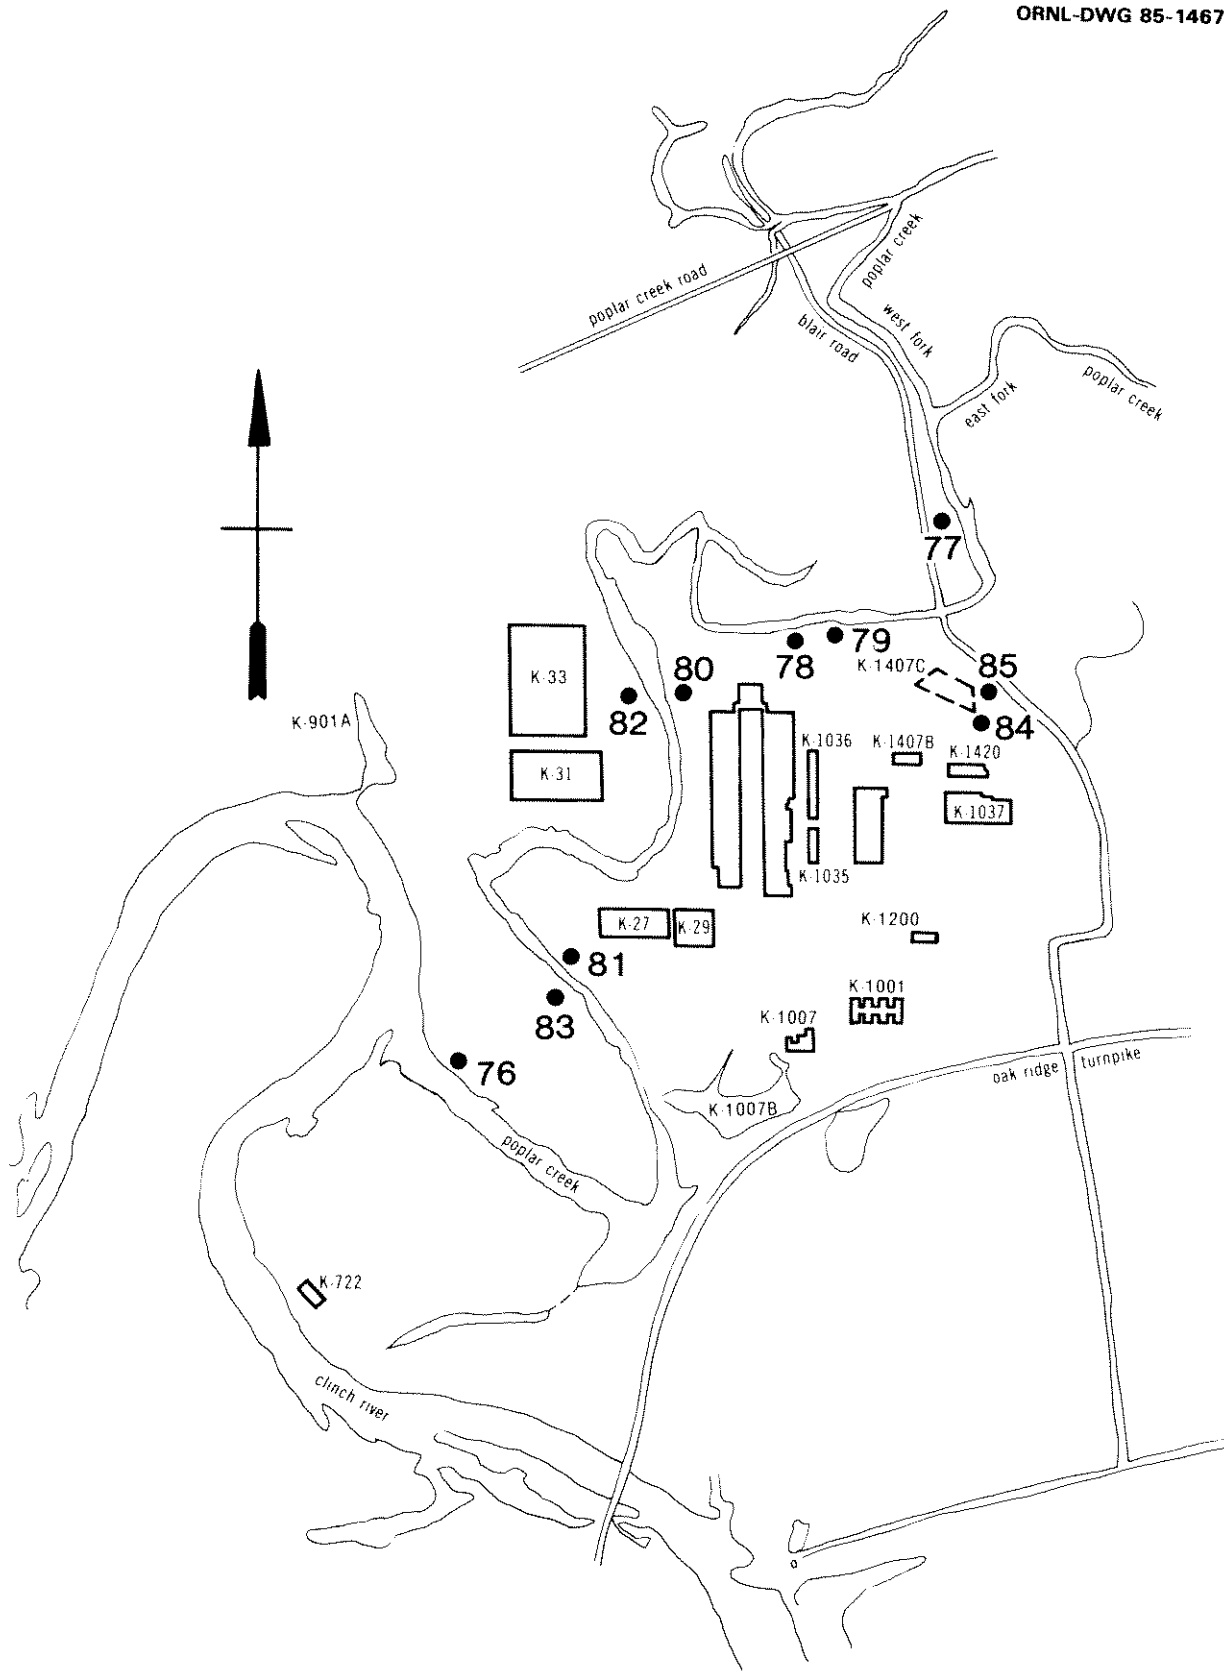 ORNL-DWG 85-1467
poplar creek road
poplar creek
west fork
blair road
east fork
poplar creek
77
78
79
K-1407C
85
84
80
82
K-33
K-901A
K-31
K-1036
K-1407B
K-1420
K-1037
K-1035
K-27
K-29
K-1200
81
83
K-1001
K-1007
76
oak ridge turnpike
K-1007B
poplar creek
K-722
clinch river